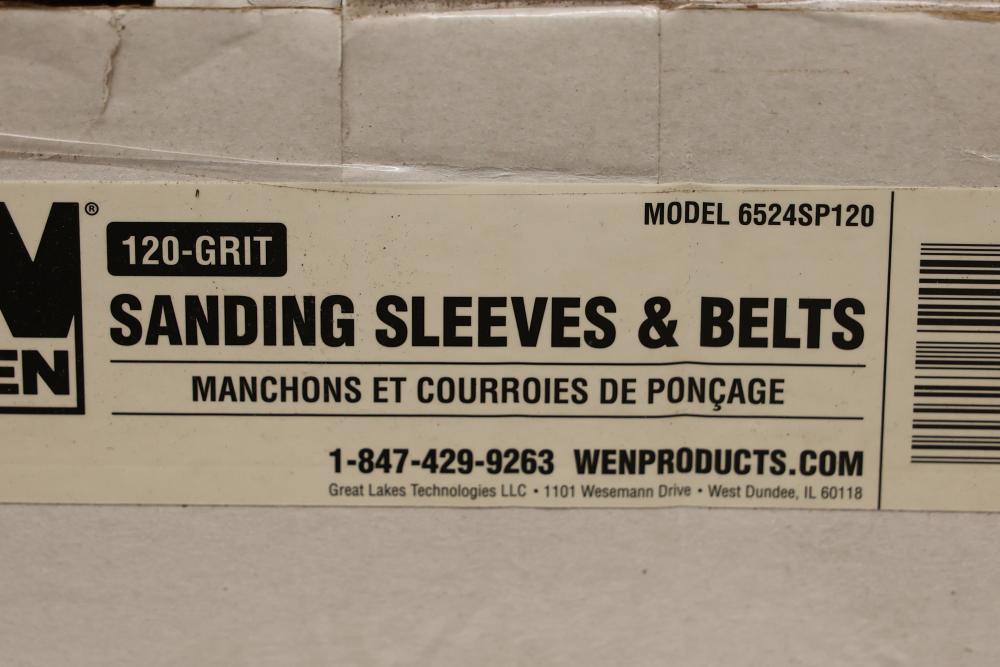 ®
120-GRIT
MODEL 6524SP120
SANDING SLEEVES & BELTS
MANCHONS ET COURROIES DE PONÇAGE
1-847-429-9263 WENPRODUCTS.COM
Great Lakes Technologies LLC • 1101 Wesemann Drive • West Dundee, IL 60118